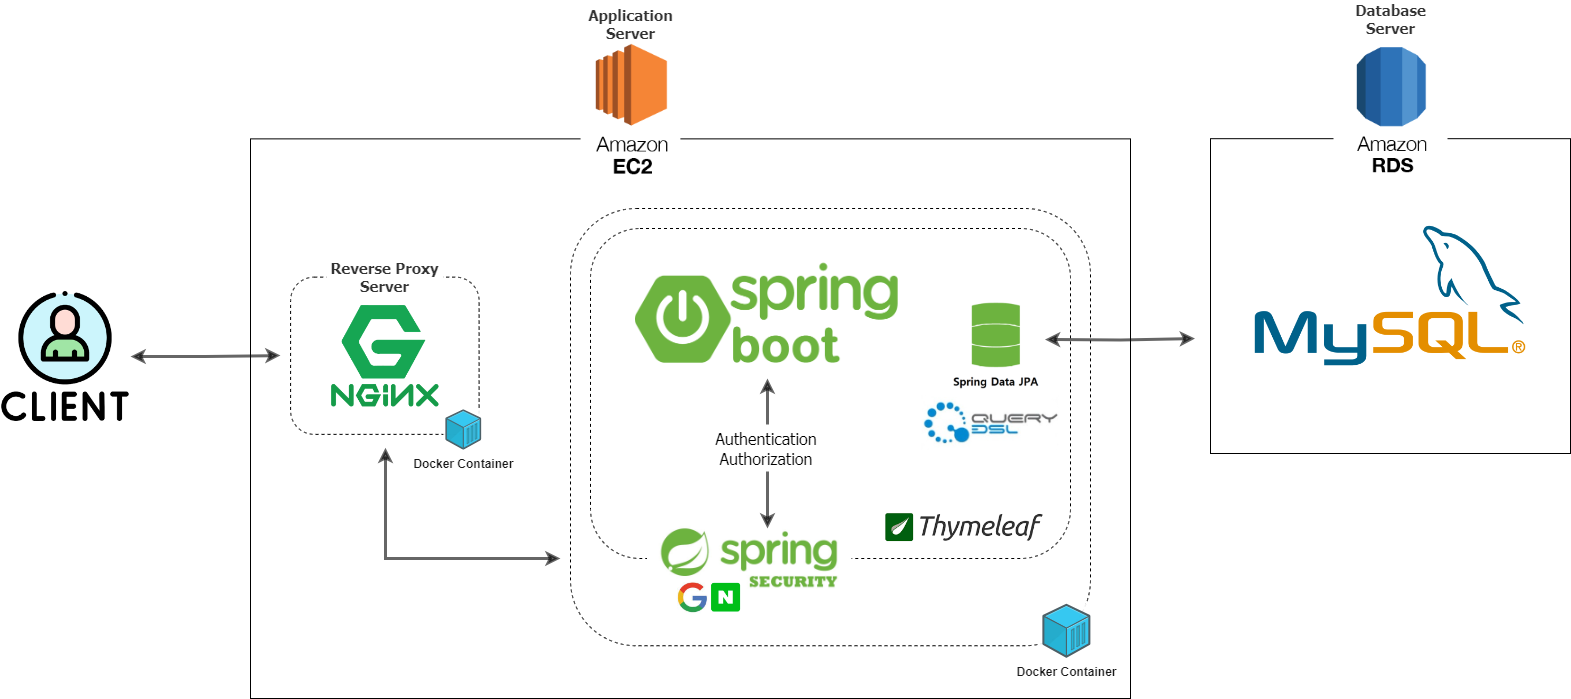 Application
Server
Amazon
EC2
Database
Server
Amazon
RDS
Reverse Proxy
Server
NGiNX
Docker Container
CLIENT
spring
boot
Spring Data JPA
QUERY
DSL
Authentication
Authorization
Thymeleaf
spring
SECURITY
G N
Docker Container
MySQL®